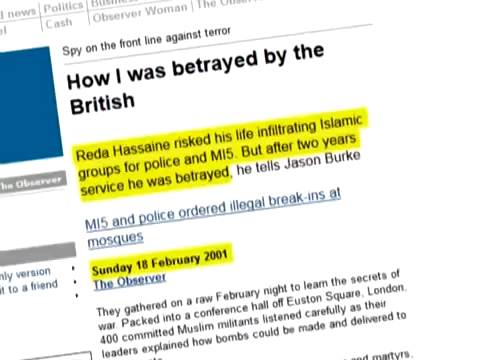 news | Politics |
Cash | Observer Woman | The
Spy on the front line against terror
How I was betrayed by the
British
Reda Hassaine risked his life infiltrating Islamic
groups for police and MI5. But after two years
service he was betrayed, he tells Jason Burke
The Observer
MI5 and police ordered illegal break-ins at
mosques
Sunday 18 February 2001
The Observer
version
it to a friend
They gathered on a raw February night to learn the secrets of
war. Packed into a conference hall off Euston Square, London,
400 committed Muslim militants listened carefully as their
leaders explained how bombs could be made and delivered to
and martyrs.